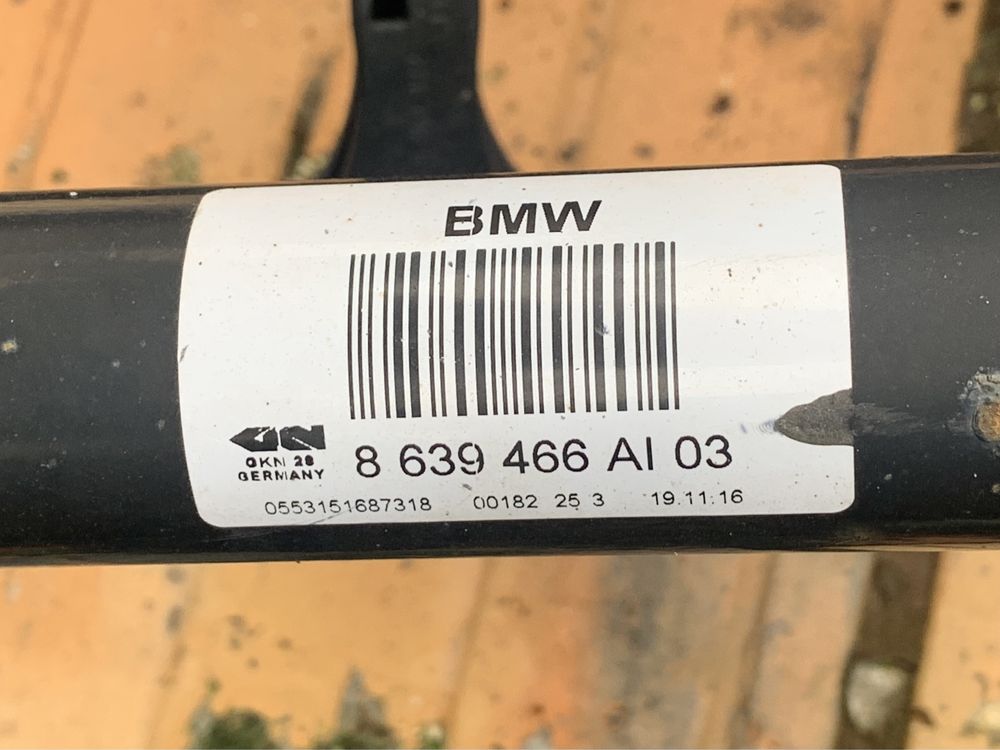 BMW
GKN 28
GERMANY
8 639 466 AI 03
0553151687318 00182 25 3 19.11.16